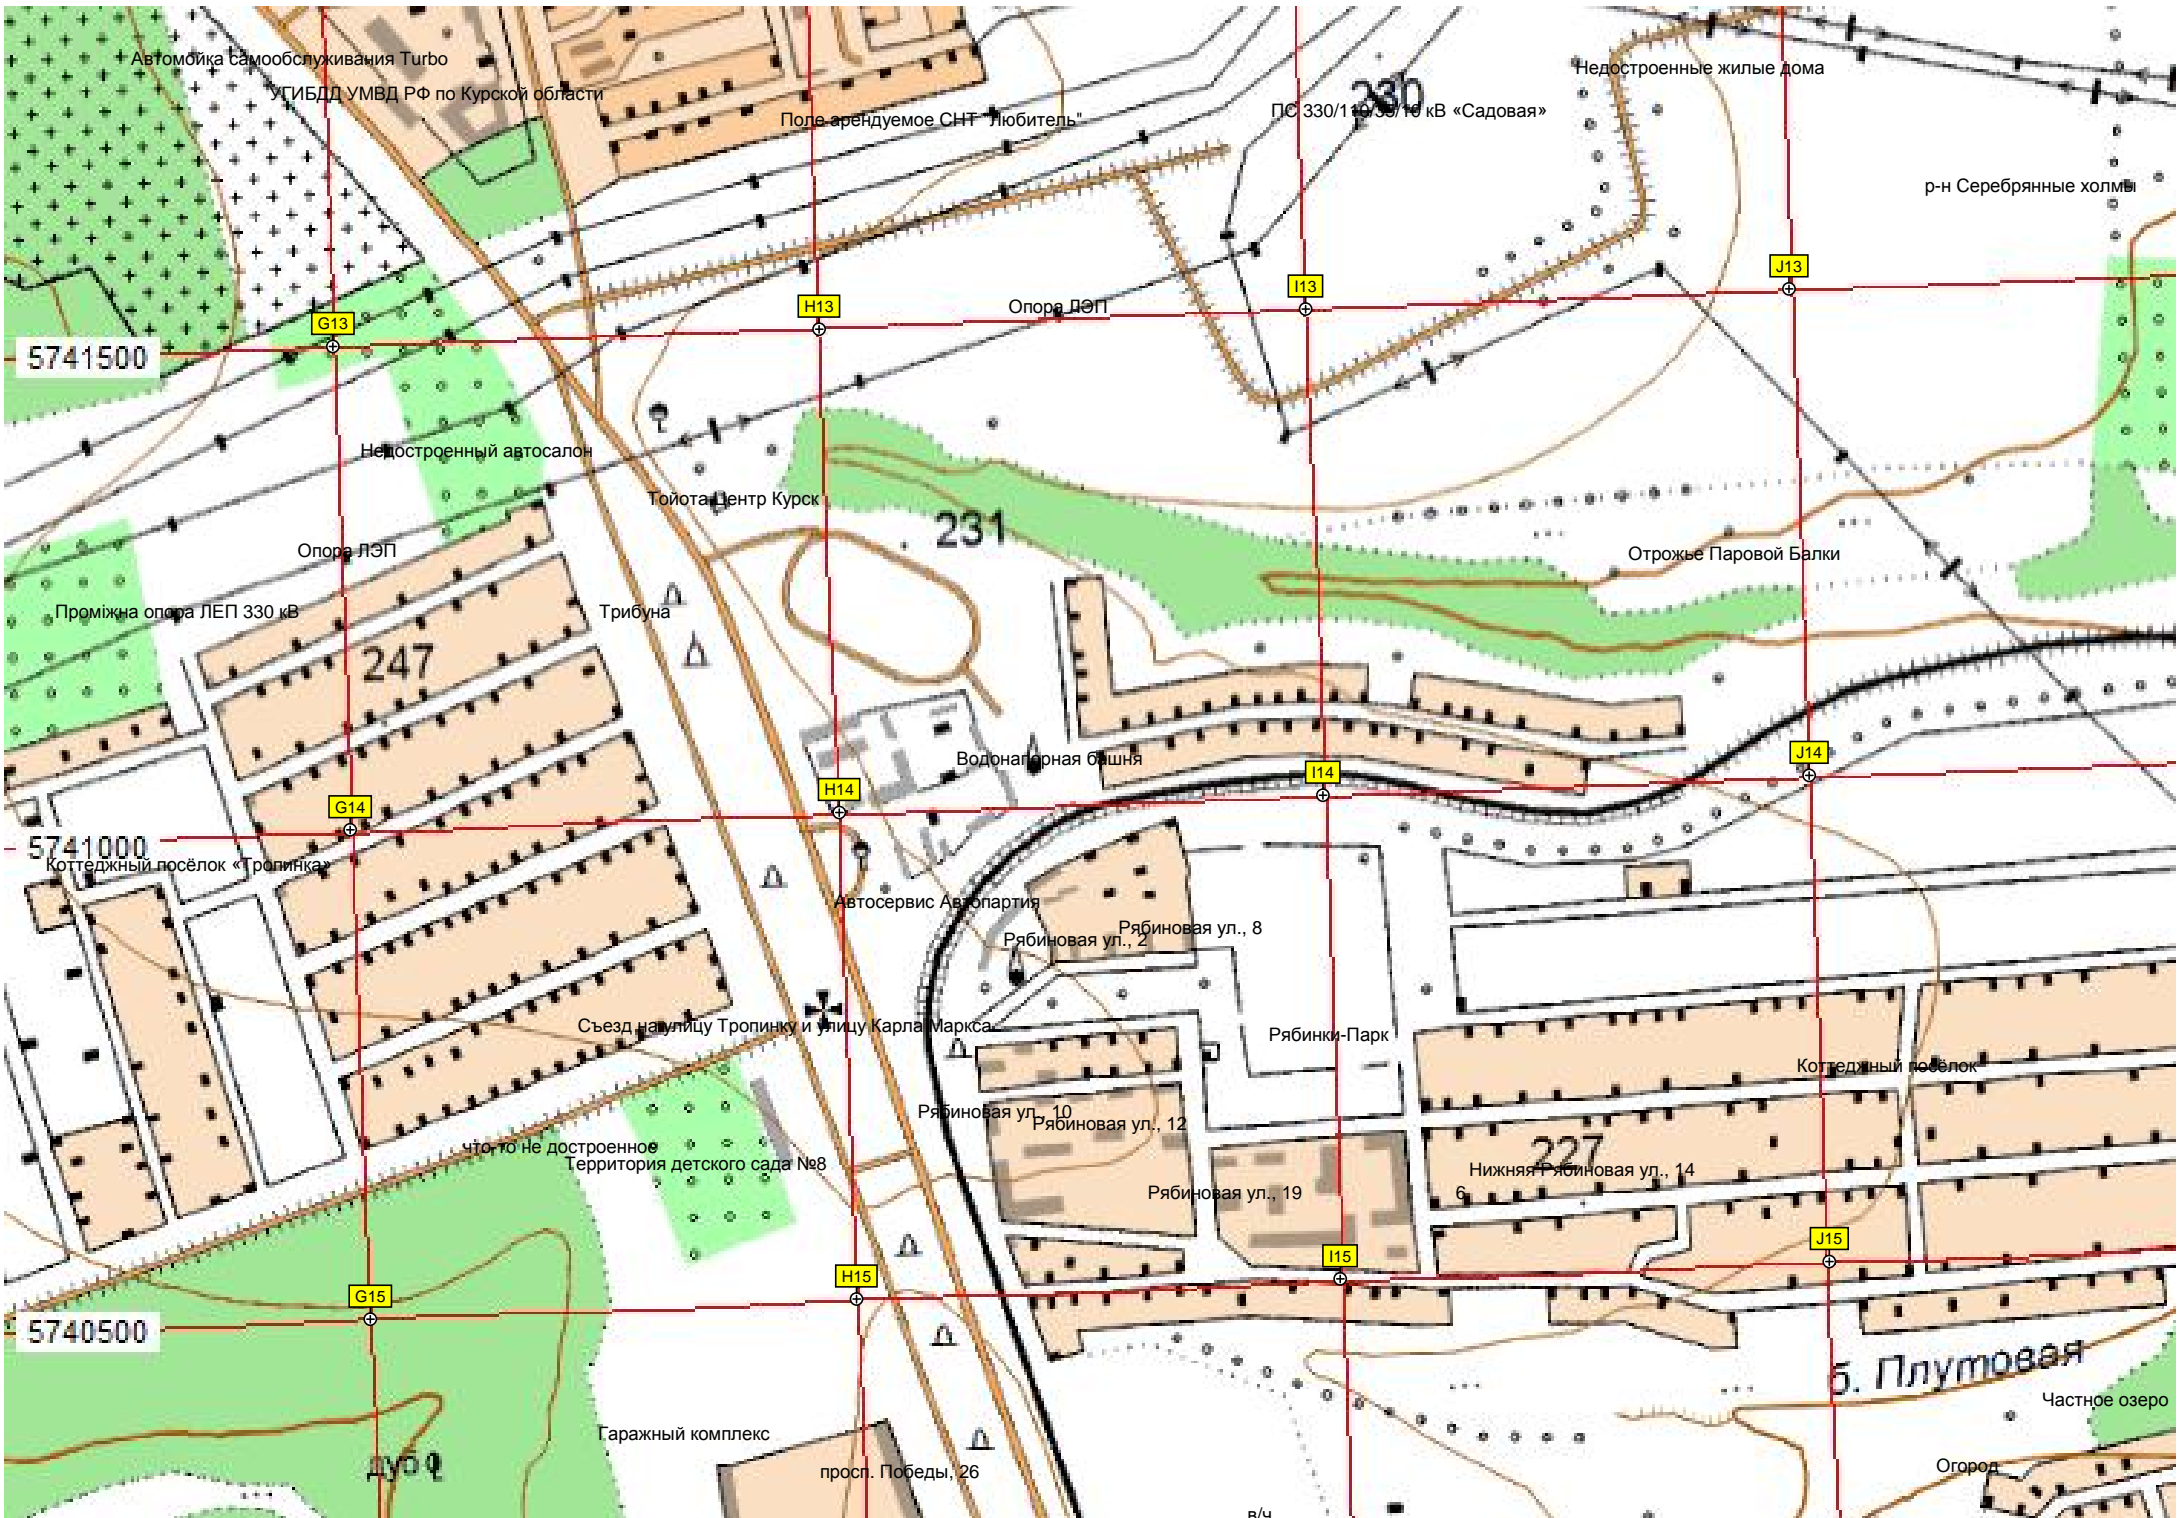 Автомойка самообслуживания Turbo
Недостроенные жилые дома
УГИБДД УМВД РФ по Курской области
230
ПС 330/110/35/10 кВ «Садовая»
Поле арендуемое СНТ "Любитель"
р-н Серебрянные холмы
J13
I13
H13
Опора ЛЭП
G13
5741500
Недостроенный автосалон
Тойота Центр Курск
231
Опора ЛЭП
Отрожье Паровой Балки
Проміжна опора ЛЕП 330 кВ
Трибуна
247
J14
Водонапорная башня
I14
H14
G14
5741000
Коттеджный посёлок «Тропинка»
Автосервис Автопартия
Рябиновая ул., 8
Рябиновая ул., 2
Съезд на улицу Тропинку и улицу Карла Маркса
Рябинки-Парк
Коттеджный посёлок
Рябиновая ул., 10
Рябиновая ул., 12
что-то не достроенное
227
Территория детского сада №8
Нижняя Рябиновая ул., 14
Рябиновая ул., 19
6
J15
I15
H15
G15
5740500
б. Плутовая
Частное озеро
Гаражный комплекс
дуб
просп. Победы, 26
Огород
в/ч